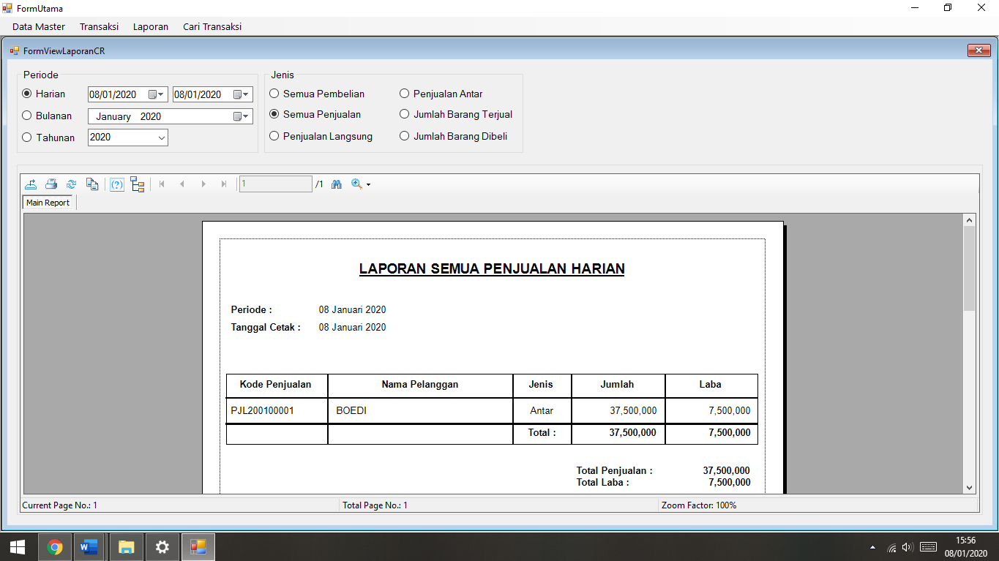 FormUtama
Data Master Transaksi Laporan Cari Transaksi
FormViewLaporanCR
Periode
Harian 08/01/2020 08/01/2020
Bulanan January 2020
Tahunan 2020
Jenis
Semua Pembelian Penjualan Antar
Semua Penjualan Jumlah Barang Terjual
Penjualan Langsung Jumlah Barang Dibeli
(?) 1 /1
Main Report
LAPORAN SEMUA PENJUALAN HARIAN
Periode : 08 Januari 2020
Tanggal Cetak : 08 Januari 2020
Kode Penjualan Nama Pelanggan Jenis Jumlah Laba
PJL200100001 BOEDI Antar 37,500,000 7,500,000
Total : 37,500,000 7,500,000
Total Penjualan : 37,500,000
Total Laba : 7,500,000
Current Page No.: 1 Total Page No.: 1 Zoom Factor: 100%
15:56
08/01/2020